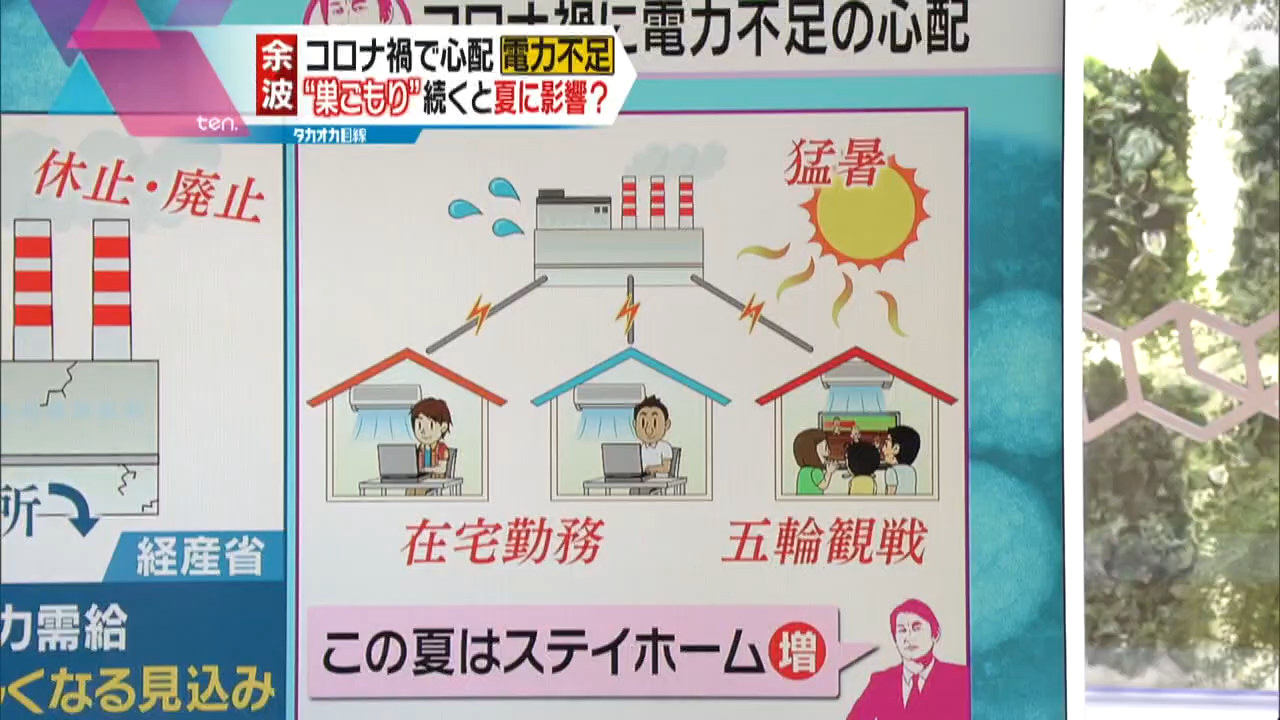 コロナ禍に電力不足の心配
余波
コロナ禍で心配 電力不足
“巣ごもり”続くと夏に影響？
ten.
タカオカ目線
休止・廃止
猛暑
所
経産省
力需給
くなる見込み
在宅勤務
五輪観戦
この夏はステイホーム増